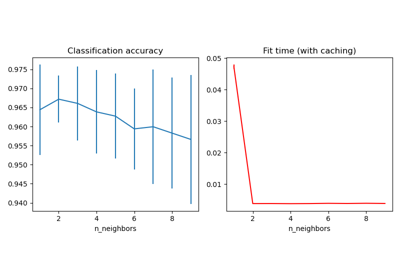 Classification accuracy
0.975
0.970
0.965
0.960
0.955
0.950
0.945
0.940
2 4 6 8
n_neighbors
Fit time (with caching)
0.05
0.04
0.03
0.02
0.01
2 4 6 8
n_neighbors